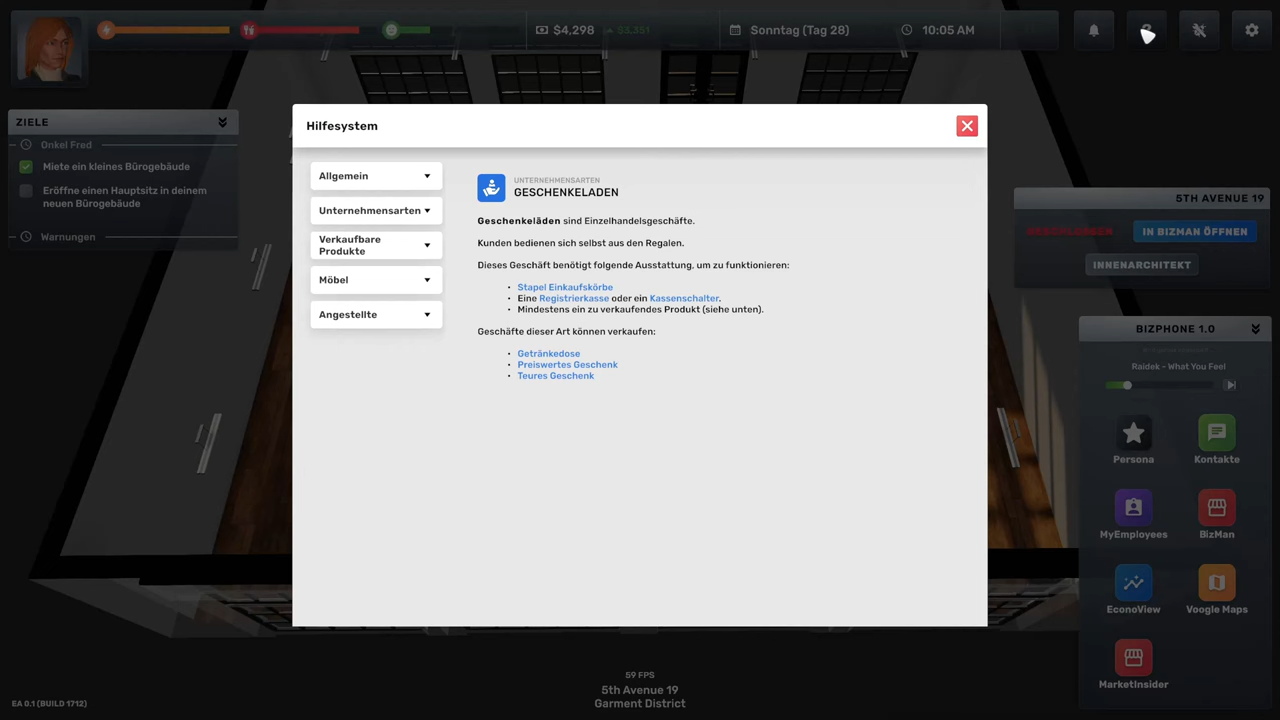 $4,298
$3,351
Sonntag (Tag 28)
10:05 AM
ZIELE
Onkel Fred
Miete ein kleines Bürogebäude
Eröffne einen Hauptsitz in deinem
neuen Bürogebäude
Warnungen
Hilfesystem
Allgemein
Unternehmensarten
Verkaufbare
Produkte
Möbel
Angestellte
UNTERNEHMENSARTEN
GESCHENKELADEN
Geschenkeläden sind Einzelhandelsgeschäfte.
Kunden bedienen sich selbst aus den Regalen.
Dieses Geschäft benötigt folgende Ausstattung, um zu funktionieren:
• Stapel Einkaufskörbe
• Eine Registrierkasse oder ein Kassenschalter.
• Mindestens ein zu verkaufendes Produkt (siehe unten).
Geschäfte dieser Art können verkaufen:
• Getränkedose
• Preiswertes Geschenk
• Teures Geschenk
5TH AVENUE 19
GESCHLOSSEN
IN BIZMAN ÖFFNEN
INNENARCHITEKT
BIZPHONE 1.0
Raidek - What You Feel
Persona
Kontakte
MyEmployees
BizMan
EconoView
Voogle Maps
MarketInsider
59 FPS
5th Avenue 19
Garment District
EA 0.1 (BUILD 1712)